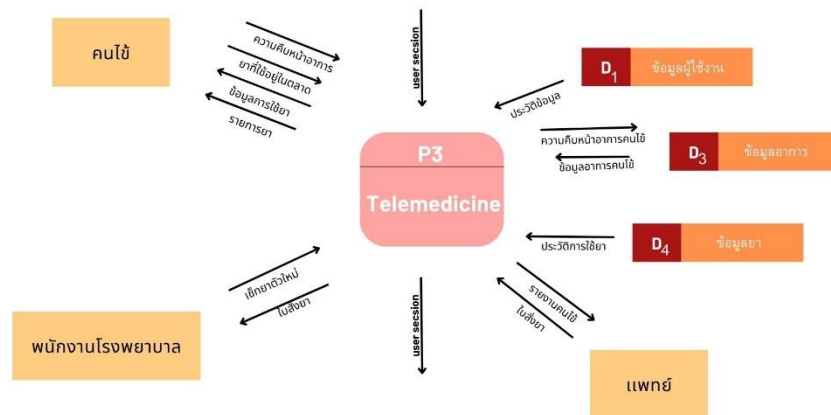 คนไข้
ความคืบหน้าอาการ
ยาที่ใช้อยู่ในตลาด
ข้อมูลการใช้ยา
รายการยา
user secsion
D1
ข้อมูลผู้ใช้งาน
ประวัติข้อมูล
P3
Telemedicine
ความคืบหน้าอาการคนไข้
ข้อมูลอาการคนไข้
D3
ข้อมูลอาการ
D4
ข้อมูลยา
ประวัติการใช้ยา
เช็กยาตัวใหม่
ใบสั่งยา
พนักงานโรงพยาบาล
user secsion
รายงานคนไข้
ใบสั่งยา
แพทย์